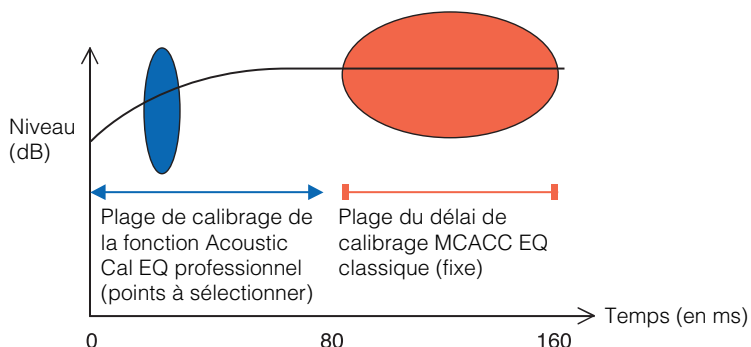 Niveau
(dB)
Plage de calibrage de
la fonction Acoustic
Cal EQ professionnel
(points à sélectionner)
Plage du délai de
calibrage MCACC EQ
classique (fixe)
Temps (en ms)
0
80
160